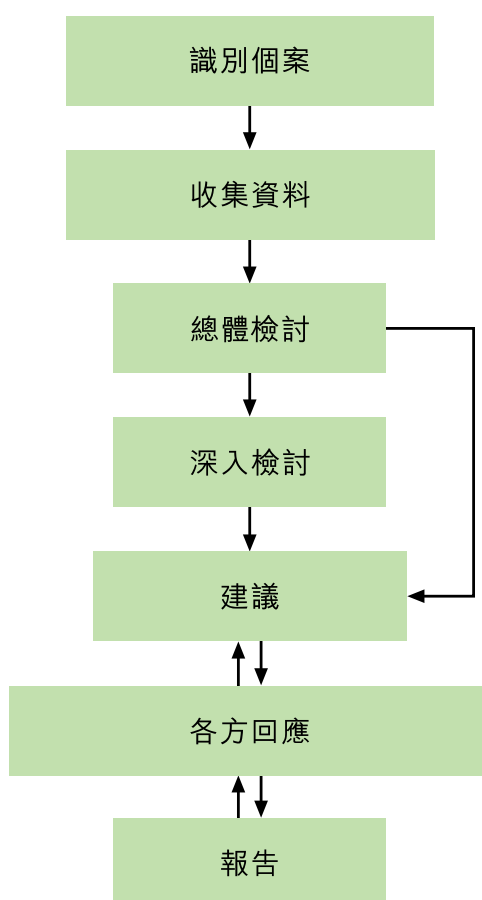 識別個案
收集資料
總體檢討
深入檢討
建議
各方回應
報告